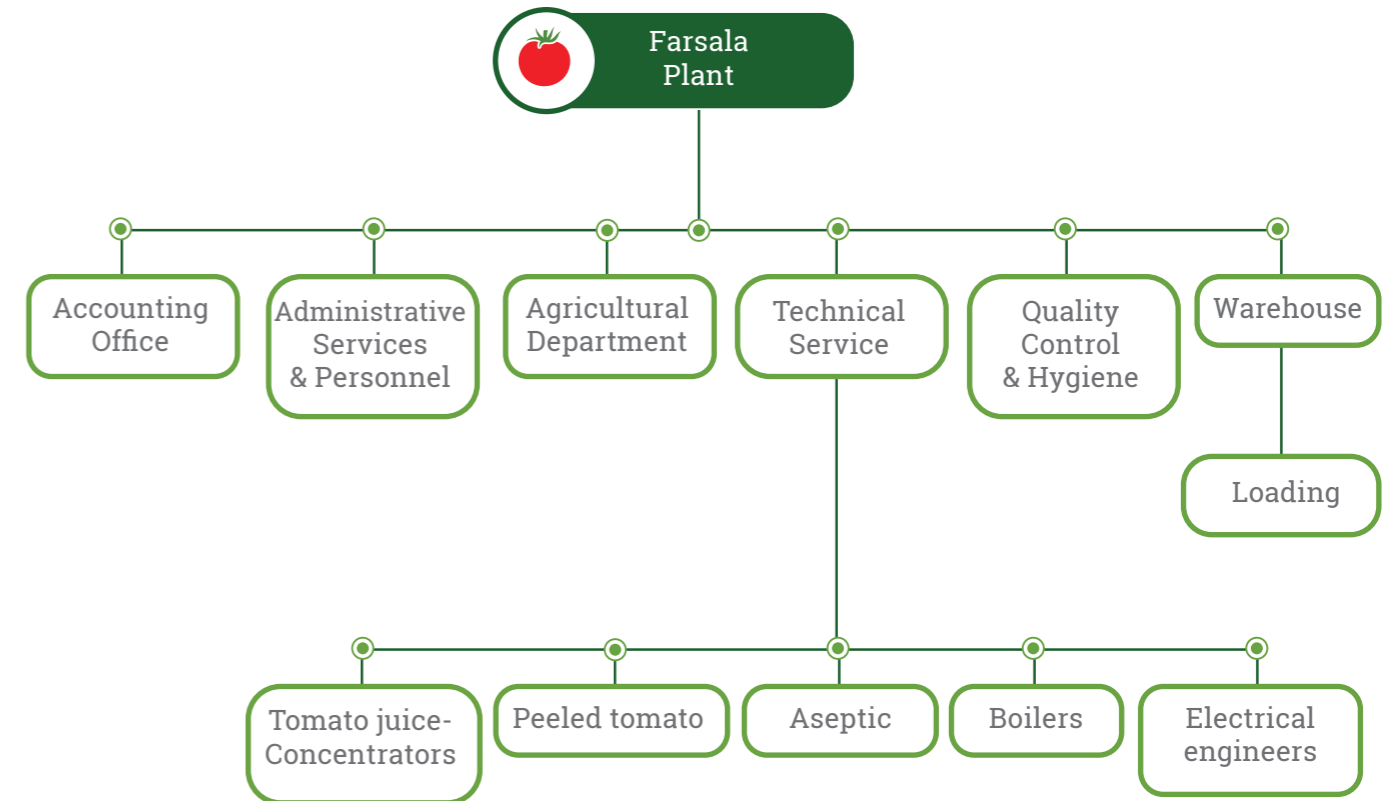 Farsala
Plant
Accounting
Office
Administrative
Services
& Personnel
Agricultural
Department
Technical
Service
Quality
Control
& Hygiene
Warehouse
Loading
Tomato juice-
Concentrators
Peeled tomato
Aseptic
Boilers
Electrical
engineers